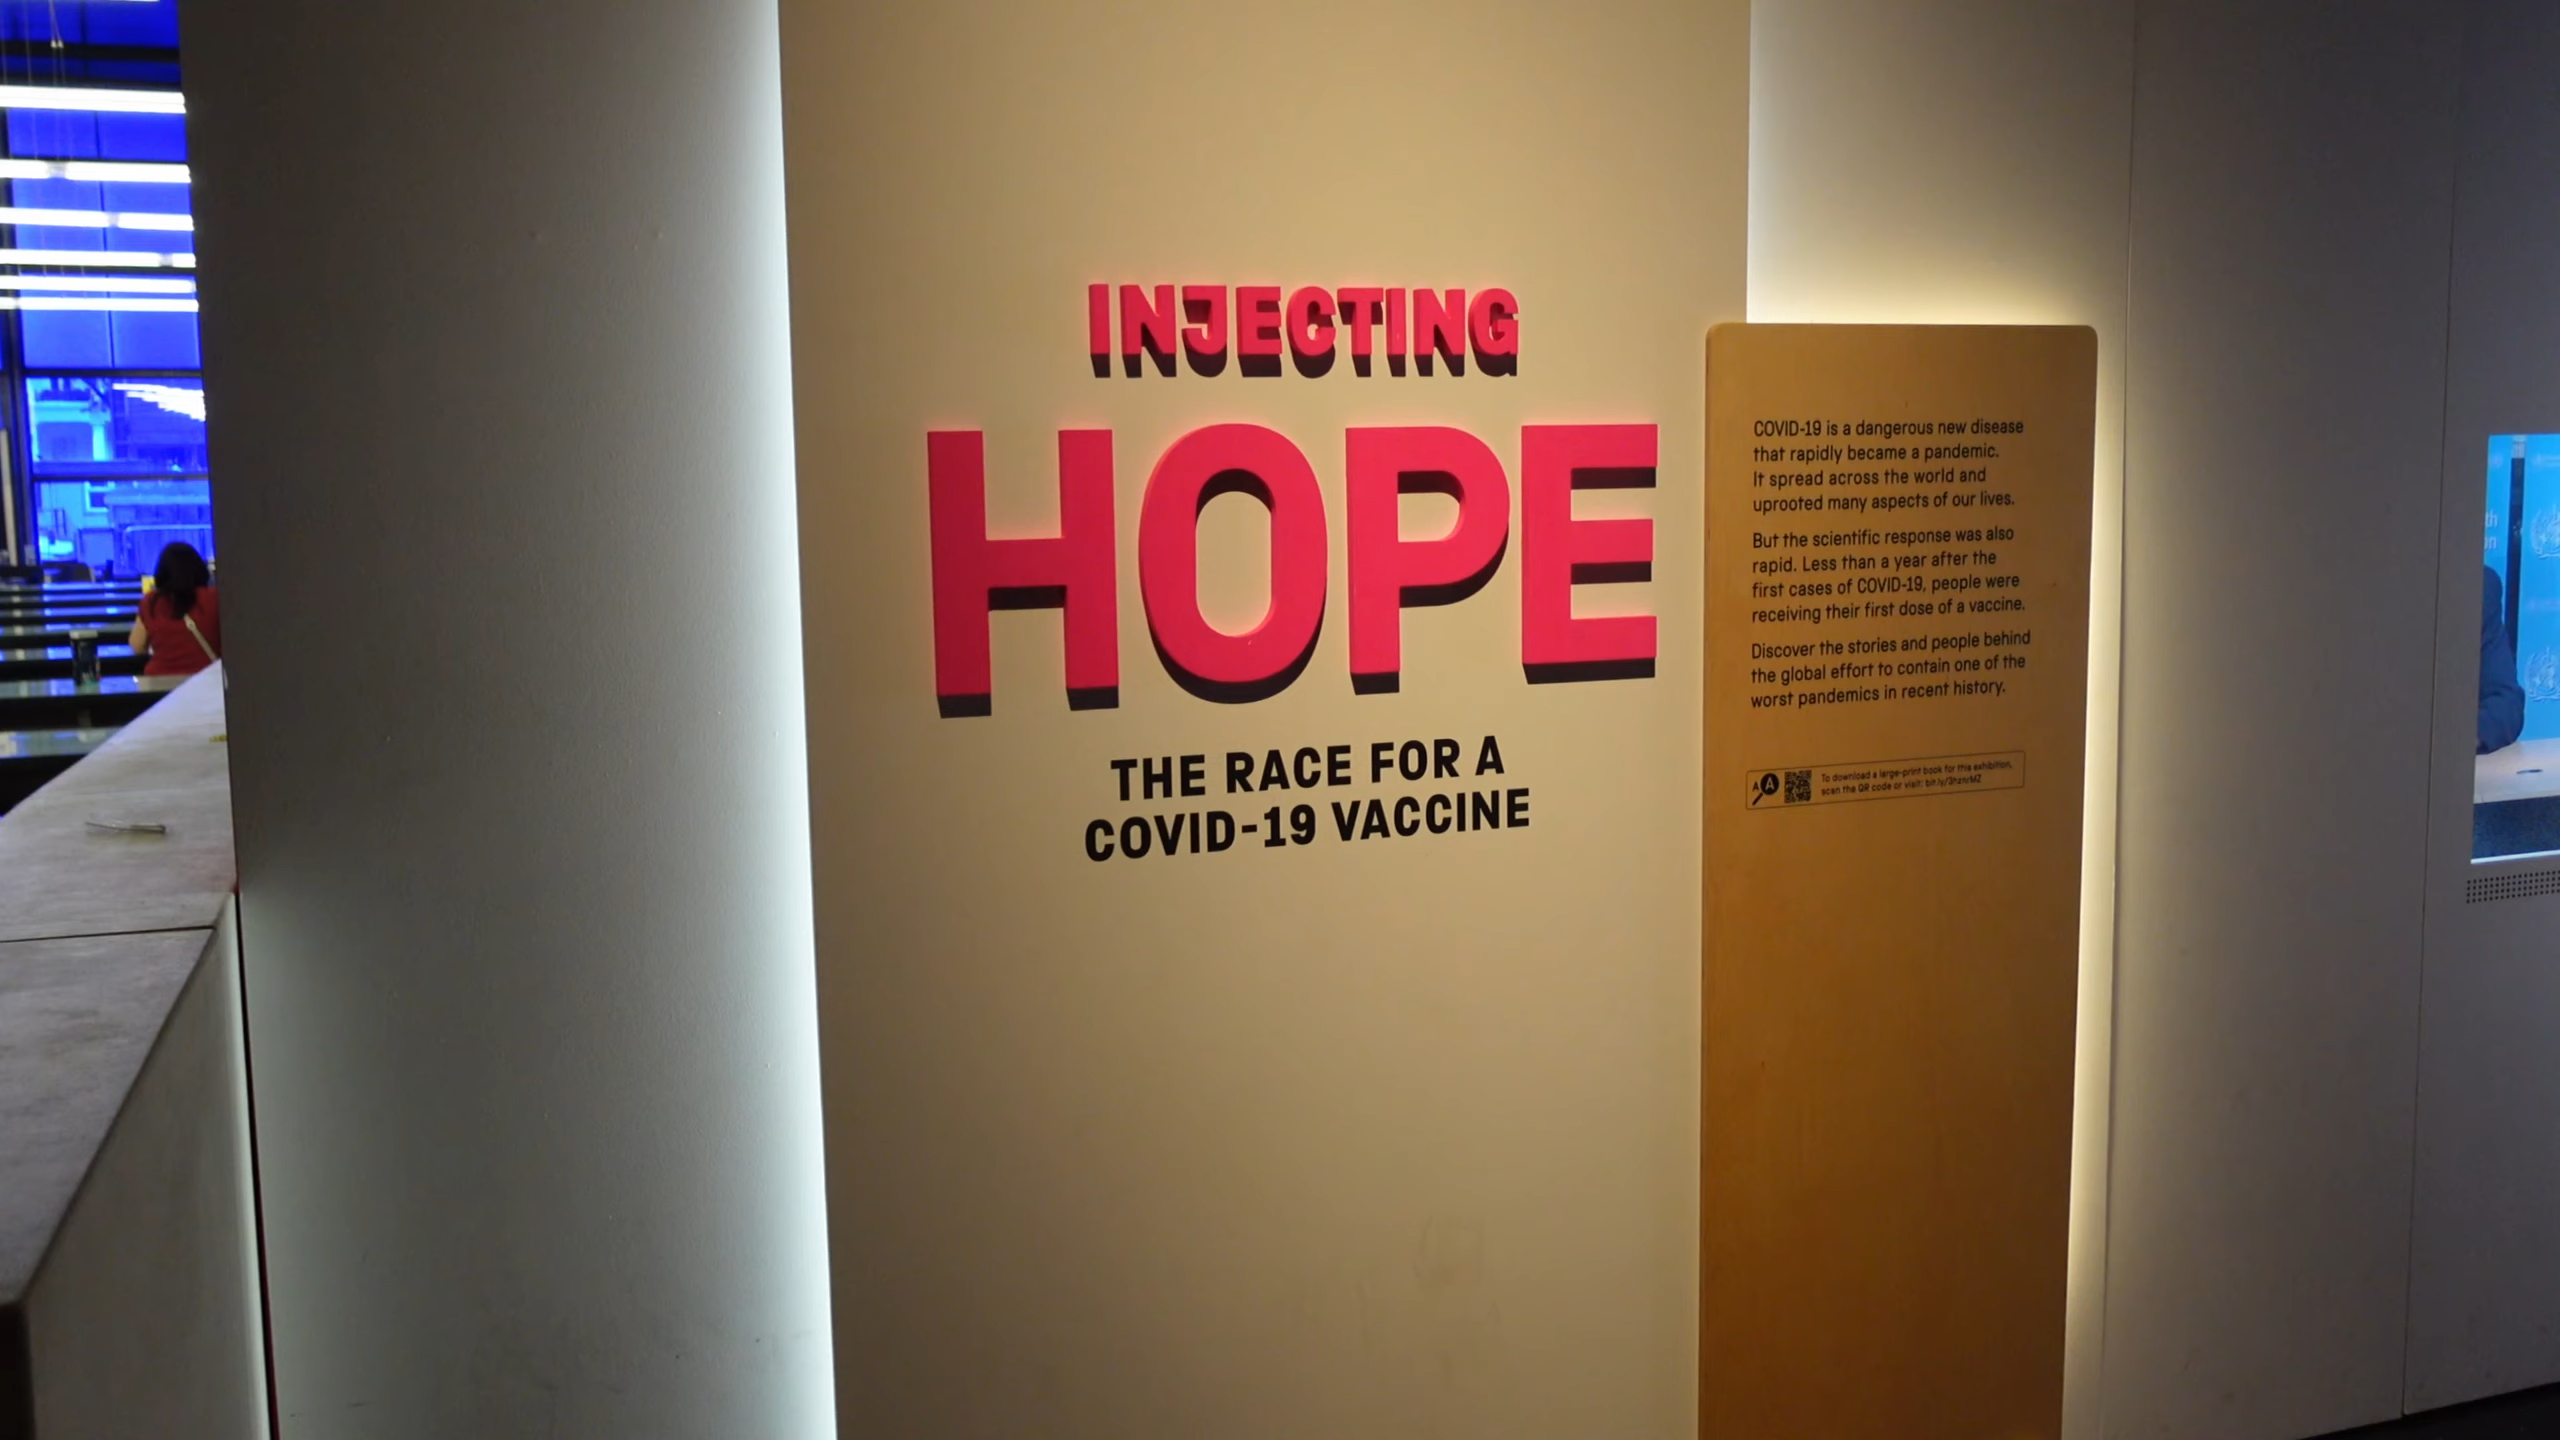 INJECTING
HOPE
THE RACE FOR A
COVID-19 VACCINE
COVID-19 is a dangerous new disease
that rapidly became a pandemic.
It spread across the world and
uprooted many aspects of our lives.
But the scientific response was also
rapid. Less than a year after the
first cases of COVID-19, people were
receiving their first dose of a vaccine.
Discover the stories and people behind
the global effort to contain one of the
worst pandemics in recent history.
A A
To download a large-print book for this exhibition,
scan the QR code or visit: